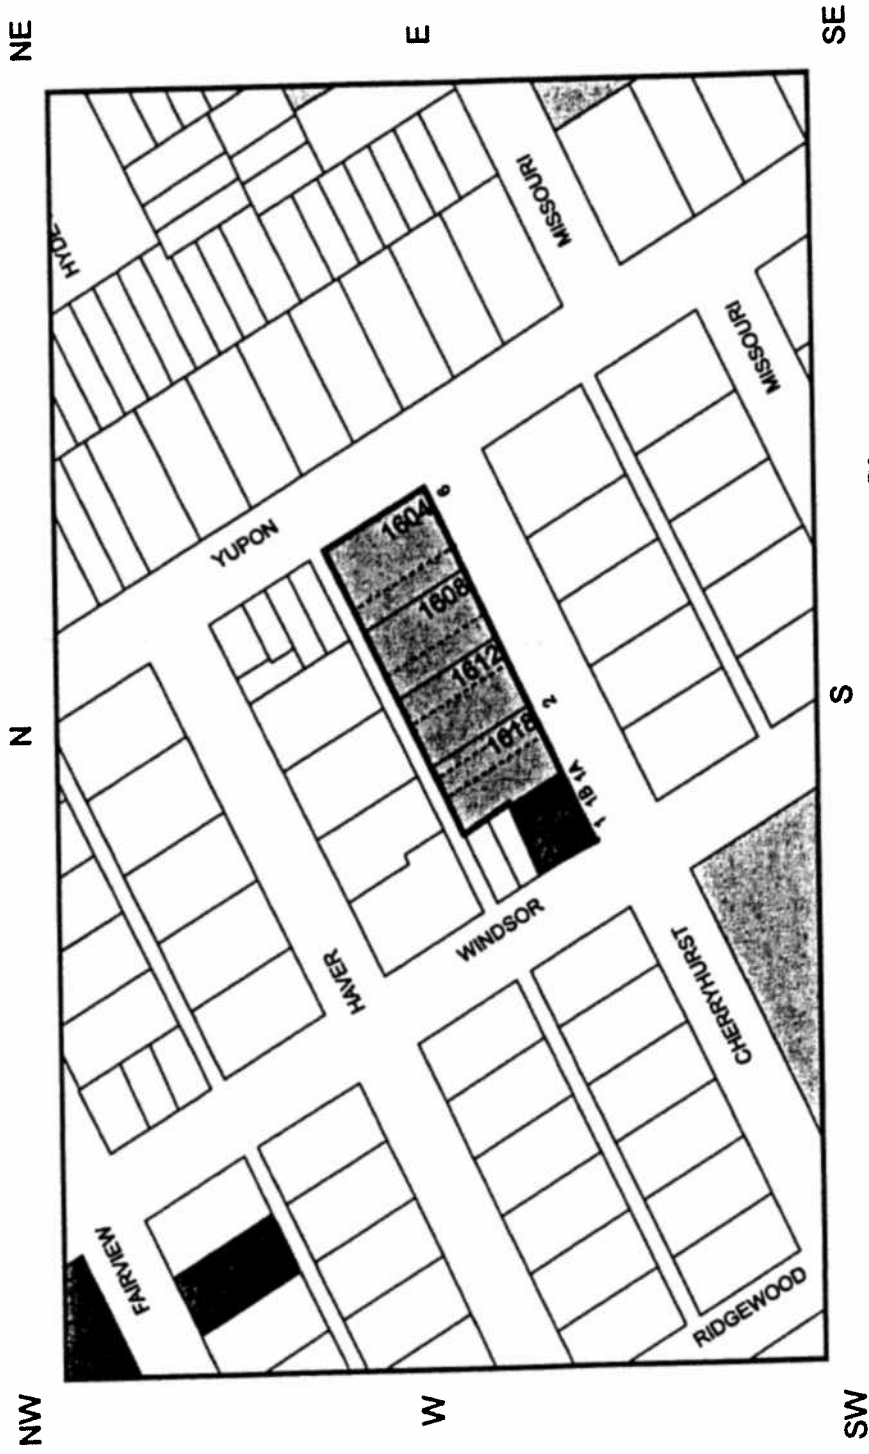 NE
E
SE
HYDE
MISSOURI
MISSOURI
YUPON
1604
6
1608
1612
2
1618
1 1B 1A
N
S
HAVER
WINDSOR
CHERRYHURST
FAIRVIEW
RIDGEWOOD
NW
W
SW